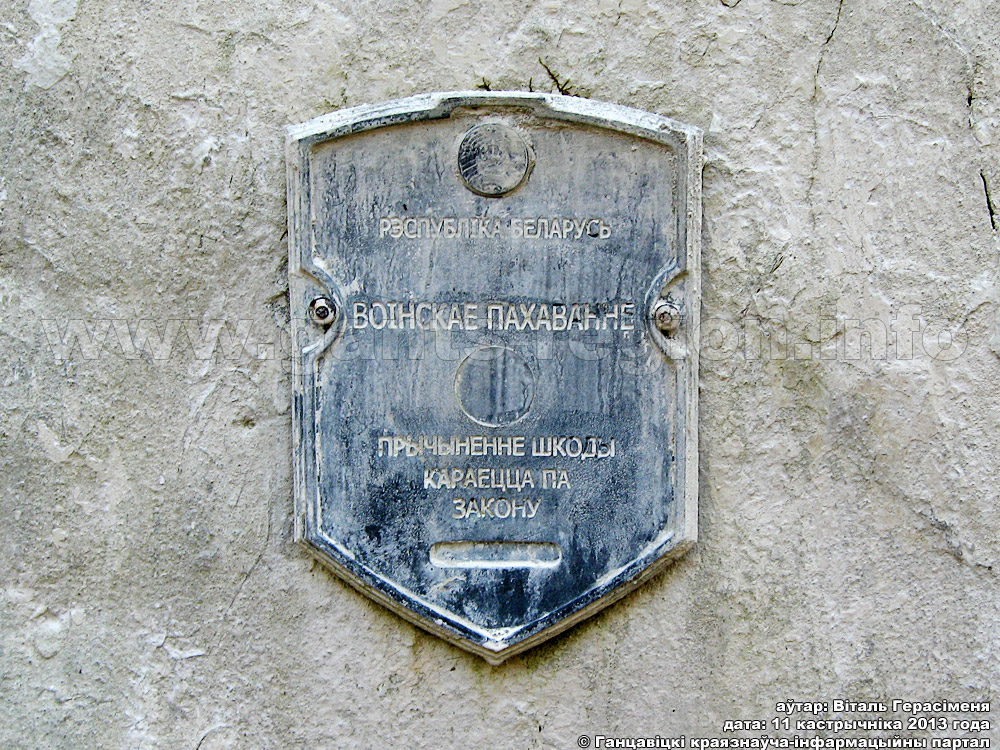 РЭСПУБЛІКА БЕЛАРУСЬ
ВОІНСКАЕ ПАХАВАННЕ
ПРЫЧЫНЕННЕ ШКОДЫ
КАРАЕЦЦА ПА
ЗАКОНУ
аўтар: Віталь Герасіменя
дата: 11 кастрычніка 2013 года
© Ганцавіцкі краязнаўча-інфармацыйны партал